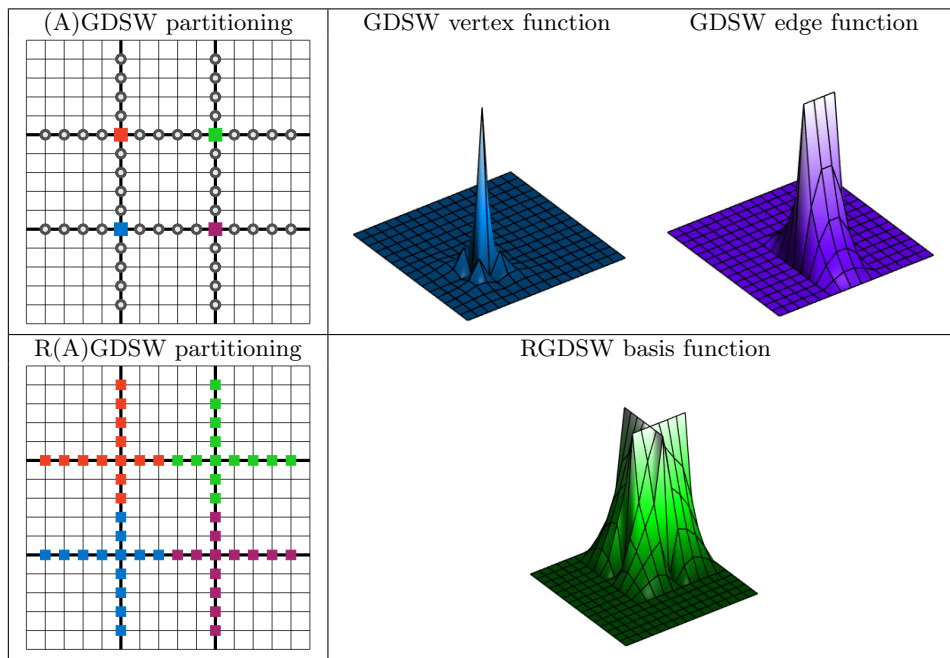 (A)GDSW partitioning
GDSW vertex function
GDSW edge function
R(A)GDSW partitioning
RGDSW basis function